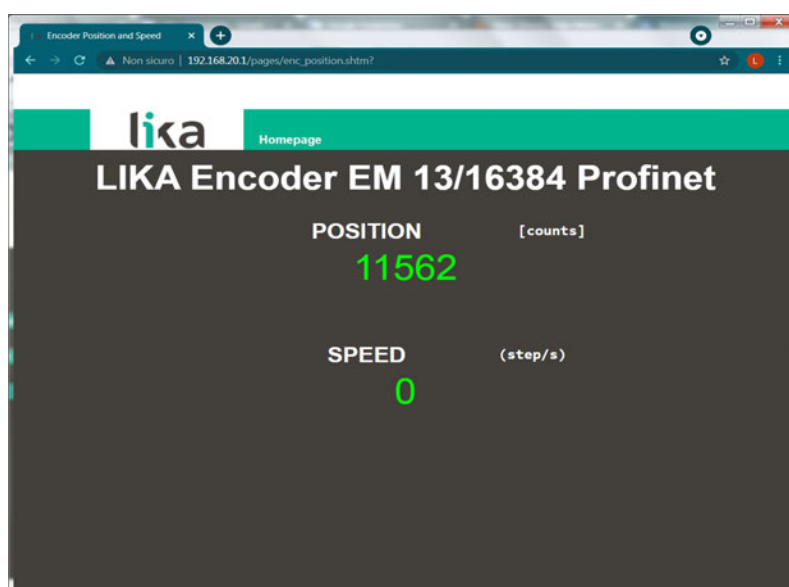 Encoder Position and Speed
Non sicuro | 192.168.20.1/pages/enc_position.shtm?
L
lika
Homepage
LIKA Encoder EM 13/16384 Profinet
POSITION [counts]
11562
SPEED (step/s)
0